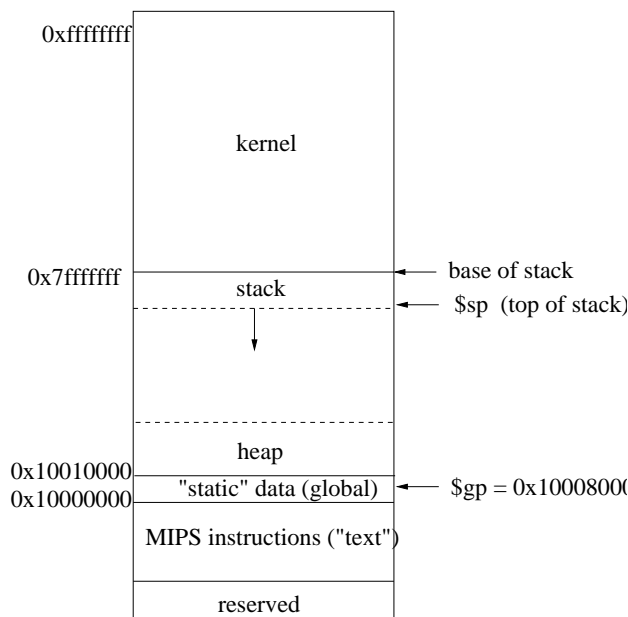 0xffffffff
kernel
0x7fffffff
base of stack
stack
$sp (top of stack)
heap
0x10010000
"static" data (global)
$gp = 0x10008000
0x10000000
MIPS instructions ("text")
reserved